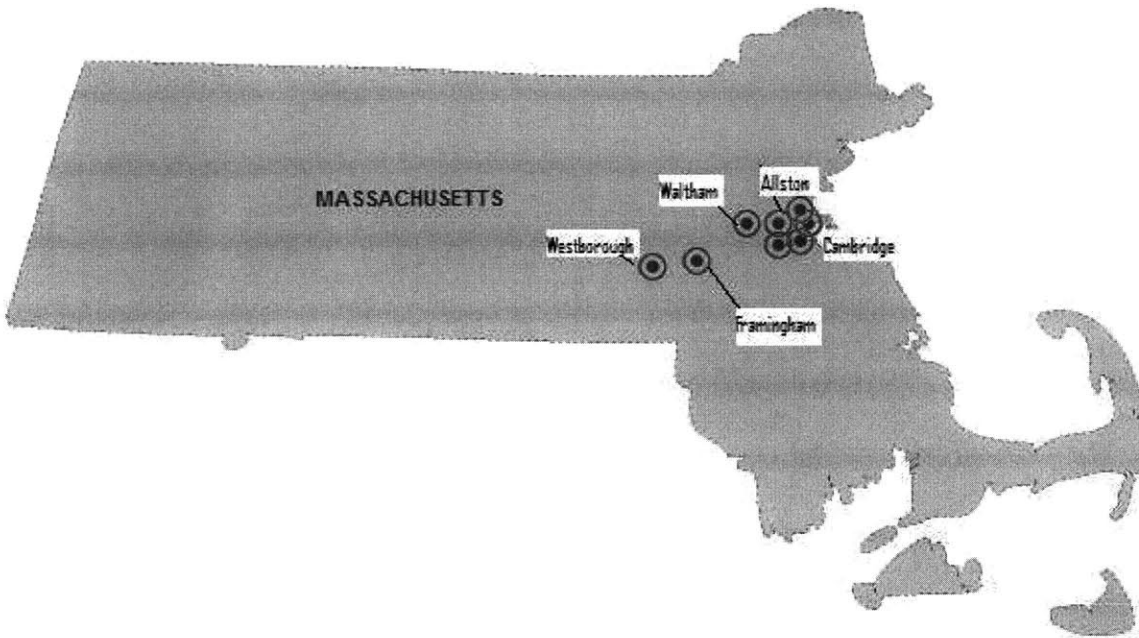 Allston
Waltham
MASSACHUSETTS
Westborough
Cambridge
Framingham